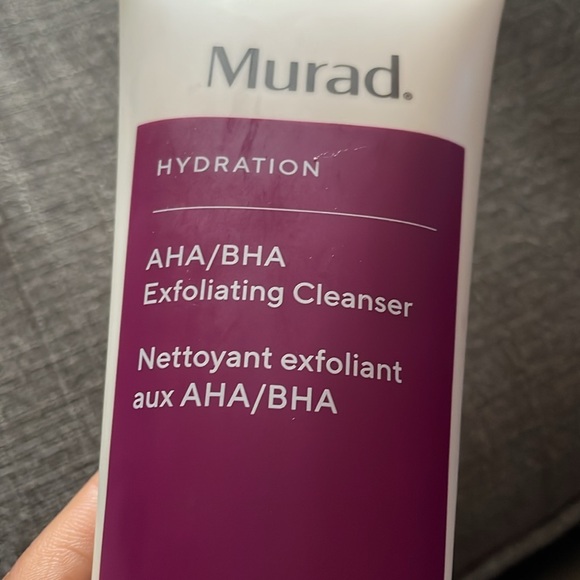 Murad.
HYDRATION
AHA/BHA
Exfoliating Cleanser
Nettoyant exfoliant
aux AHA/BHA